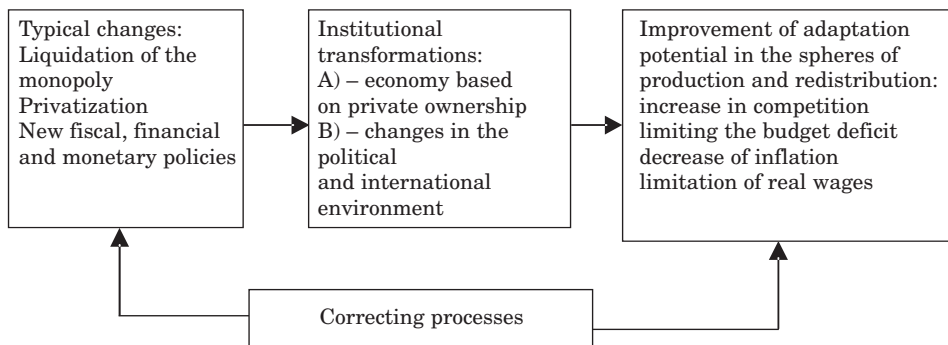 Typical changes:
Liquidation of the
monopoly
Privatization
New fiscal, financial
and monetary policies
Institutional
transformations:
A) – economy based
on private ownership
B) – changes in the
political
and international
environment
Improvement of adaptation
potential in the spheres of
production and redistribution:
increase in competition
limiting the budget deficit
decrease of inflation
limitation of real wages
Correcting processes